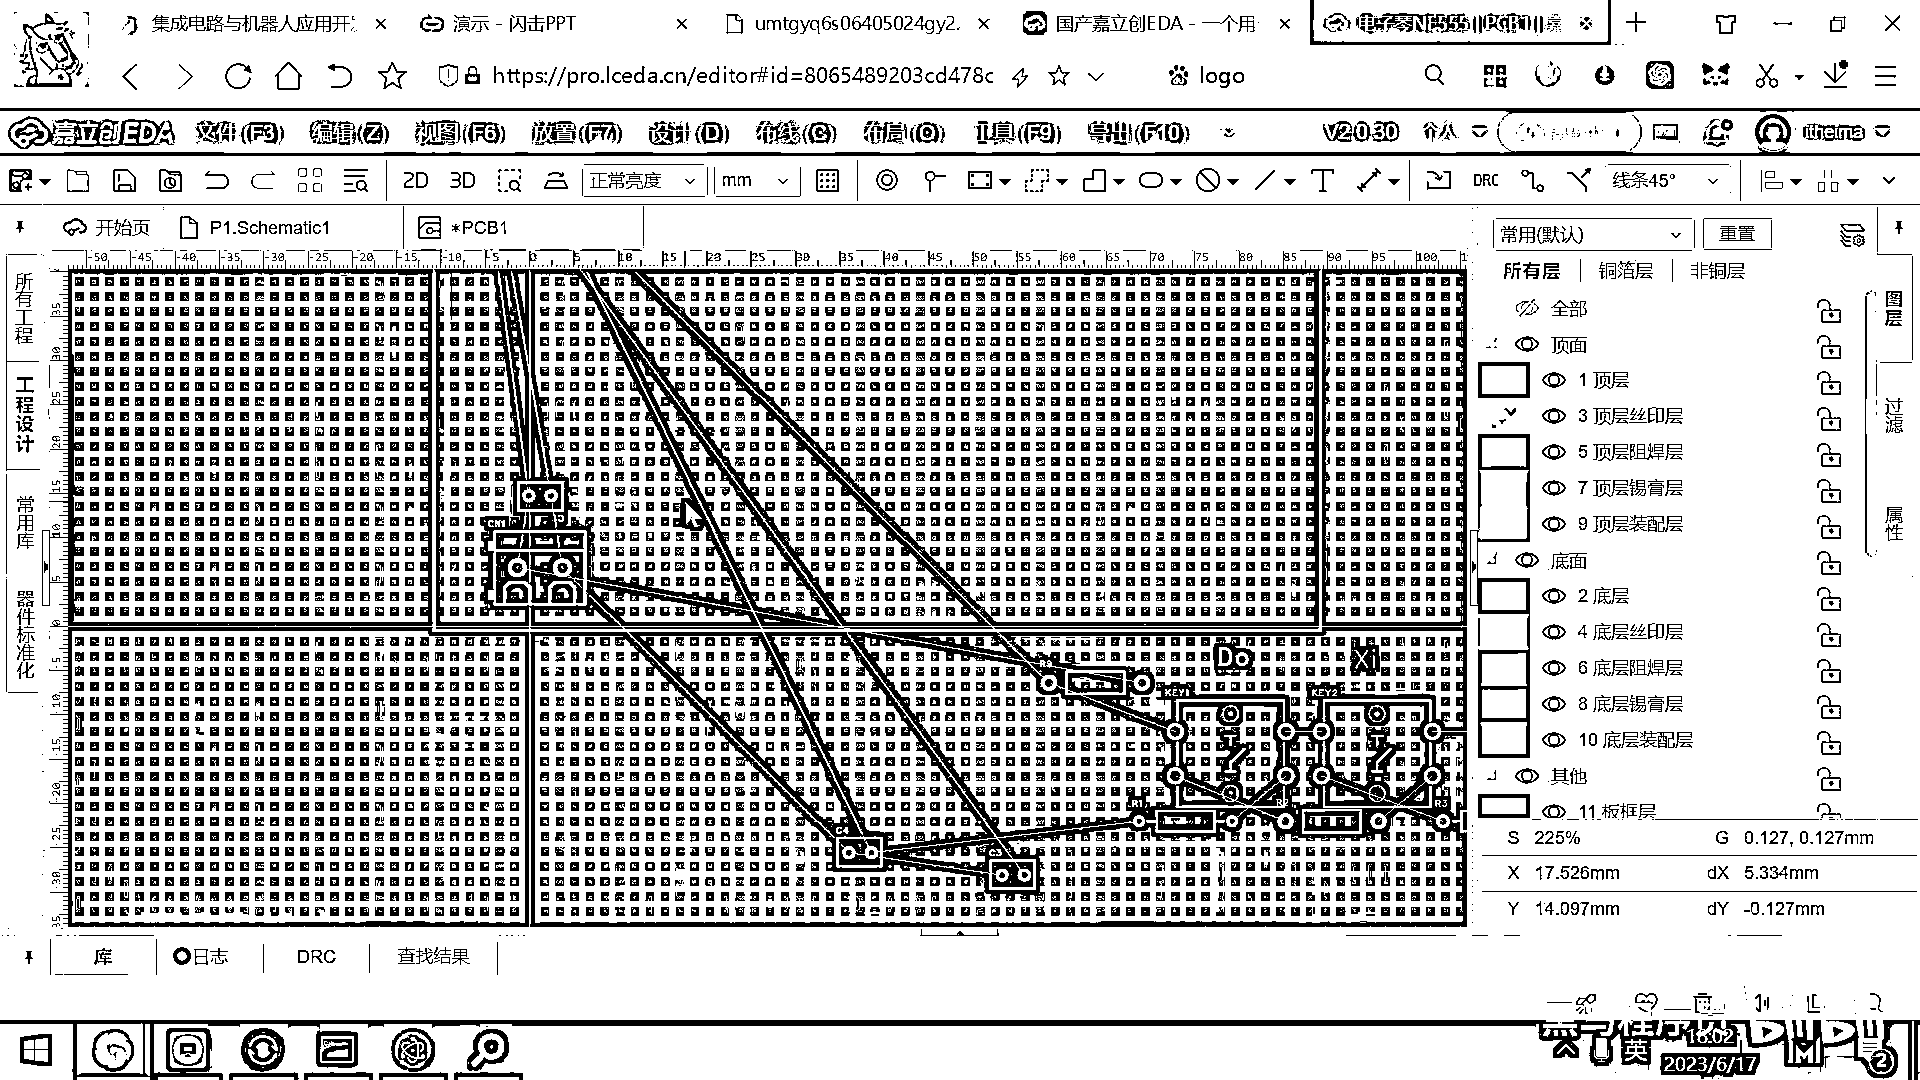 集成电路与机器人应用开发
演示 - 闪击PPT
umtgyq6s06405024gy2.
国产嘉立创EDA - 一个用
https://pro.lceda.cn/editor#id=8065489203cd478c
logo
嘉立创EDA 文件(F3) 编辑(Z) 视图(F6) 放置(F7) 设计(D) 布线(C) 布局(O) 工具(F9) 导出(F10) V2.0.30 个人 itheima
2D 3D 正常亮度 mm T DRC 线条45°
开始页 P1.Schematic1 *PCB1
常用(默认) 重置
所有层 铜箔层 非铜层
全部
顶面
1 顶层
3 顶层丝印层
5 顶层阻焊层
7 顶层锡膏层
9 顶层装配层
底面
2 底层
4 底层丝印层
6 底层阻焊层
8 底层锡膏层
10 底层装配层
其他
11 板框层
图层
过滤
属性
所有工程
工程设计
常用库
器件标准化
-50 -45 -40 -35 -30 -25 -20 -15 -10 -5 0 5 10 15 20 25 30 35 40 45 50 55 60 65 70 75 80 85 90 95 100
CN1
Do Xi
KEY1 KEY2
R1 R2 R3
C4
C3
S 225% G 0.127, 0.127mm
X 17.526mm dX 5.334mm
Y 14.097mm dY -0.127mm
库 日志 DRC 查找结果
黑马程序员
英
18:02
2023/6/17
2